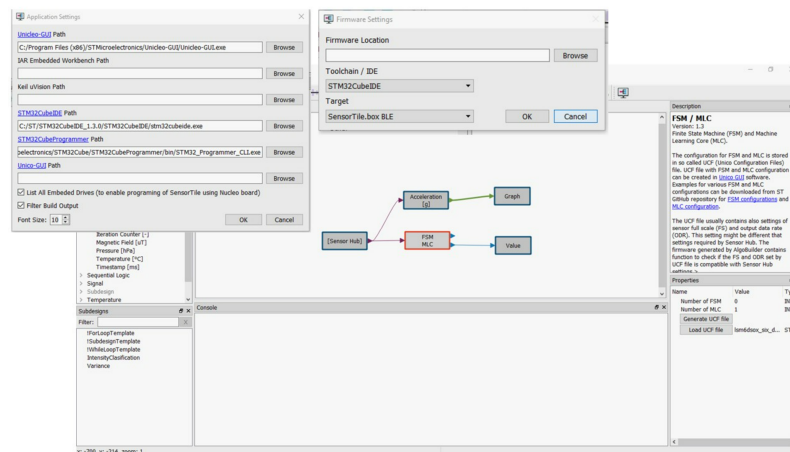 Application Settings
Unicleo-GUI Path
C:/Program Files (x86)/STMicroelectronics/Unicleo-GUI/Unicleo-GUI.exe
Browse
IAR Embedded Workbench Path
Browse
Keil uVision Path
Browse
STM32CubeIDE Path
C:/ST/STM32CubeIDE_1.3.0/STM32CubeIDE/stm32cubeide.exe
Browse
STM32CubeProgrammer Path
oelectronics/STM32Cube/STM32CubeProgrammer/bin/STM32_Programmer_CLI.exe
Browse
Unico-GUI Path
Browse
List All Embeded Drives (to enable programing of SensorTile using Nucleo board)
Filter Build Output
Font Size: 10
OK
Cancel
Firmware Settings
Firmware Location
Browse
Toolchain / IDE
STM32CubeIDE
Target
SensorTile.box BLE
OK
Cancel
Iteration Counter [-]
Magnetic Field [uT]
Pressure [hPa]
Temperature [°C]
Timestamp [ms]
Sequential Logic
Signal
Subdesign
Temperature
Subdesigns
Filter:
!ForLoopTemplate
!SubdesignTemplate
!WhileLoopTemplate
IntensityClasification
Variance
[Sensor Hub]
Acceleration
[g]
Graph
FSM
MLC
Value
Console
Description
FSM / MLC
Version: 1.3
Finite State Machine (FSM) and Machine
Learning Core (MLC).
The configuration for FSM and MLC is stored
in so called UCF (Unico Configuration Files)
file. UCF file with FSM and MLC configuration
can be created in Unico GUI software.
Examples for various FSM and MLC
configurations can be downloaded from ST
GitHub repository for FSM configurations and
MLC configuration.
The UCF file usually contains also settings of
sensor full scale (FS) and output data rate
(ODR). This setting might be different that
settings required by Sensor Hub. The
firmware generated by AlgoBuilder contains
function to check if the FS and ODR set by
UCF file is compatible with Sensor Hub
settings >
Properties
Name Value Ty
Number of FSM 0 IN
Number of MLC 1 IN
Generate UCF file
Load UCF file lsm6dsox_six_d... ST
x: -700, y: -214, zoom: 1